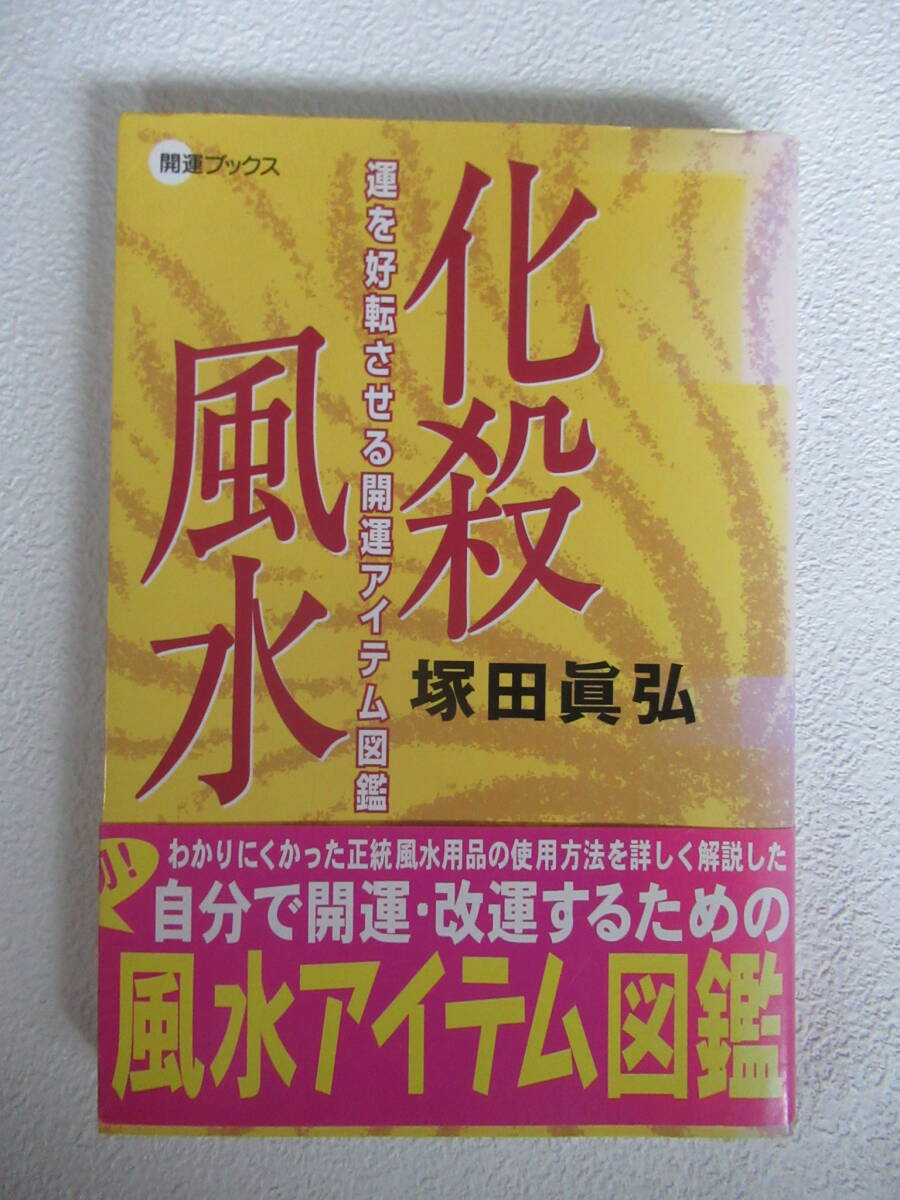 開運ブックス
化殺
風水
運を好転させる開運アイテム図鑑
塚田眞弘
わかりにくかった正統風水用品の使用方法を詳しく解説した
自分で開運・改運するための
風水アイテム図鑑